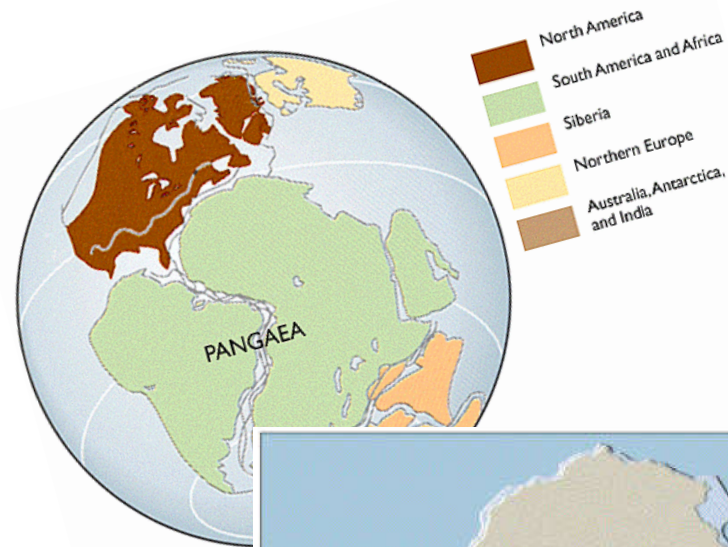 North America
South America and Africa
Siberia
Northern Europe
Australia, Antarctica,
and India
PANGAEA